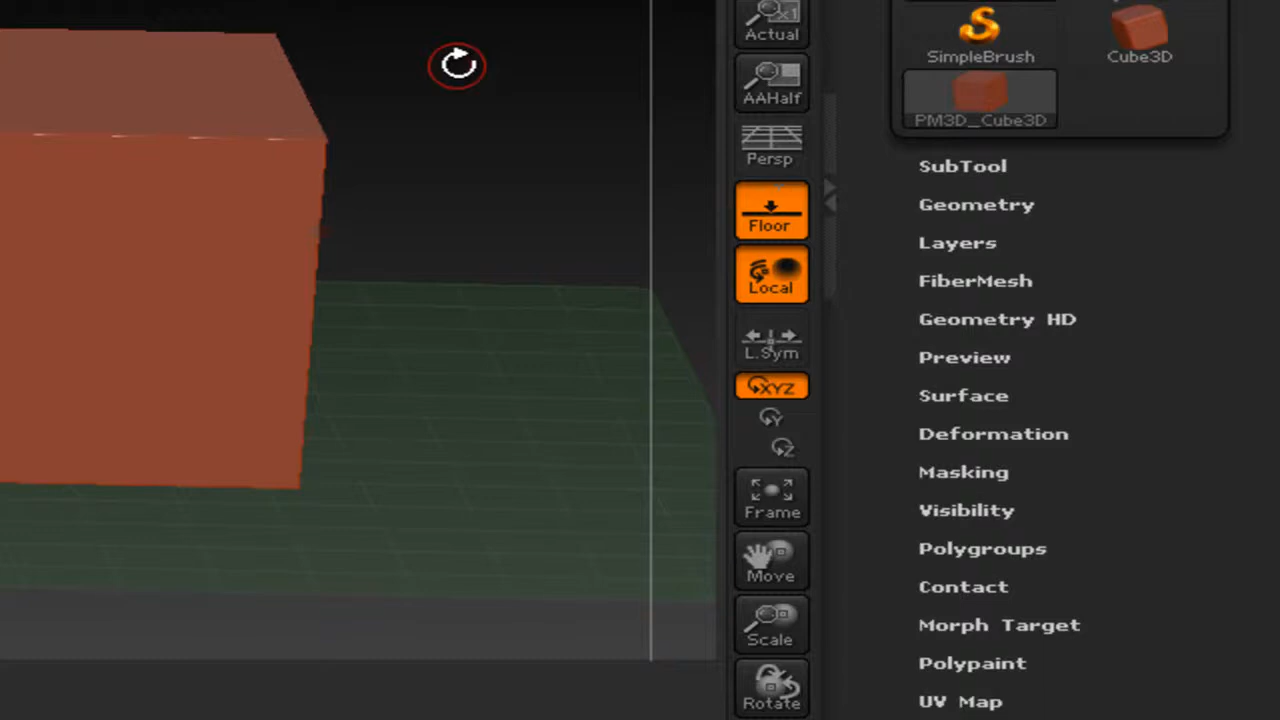 Actual
AAHalf
Persp
Floor
Local
L.Sym
XYZ
Y
Z
Frame
Move
Scale
Rotate
SimpleBrush
Cube3D
PM3D_Cube3D
SubTool
Geometry
Layers
FiberMesh
Geometry HD
Preview
Surface
Deformation
Masking
Visibility
Polygroups
Contact
Morph Target
Polypaint
UV Map